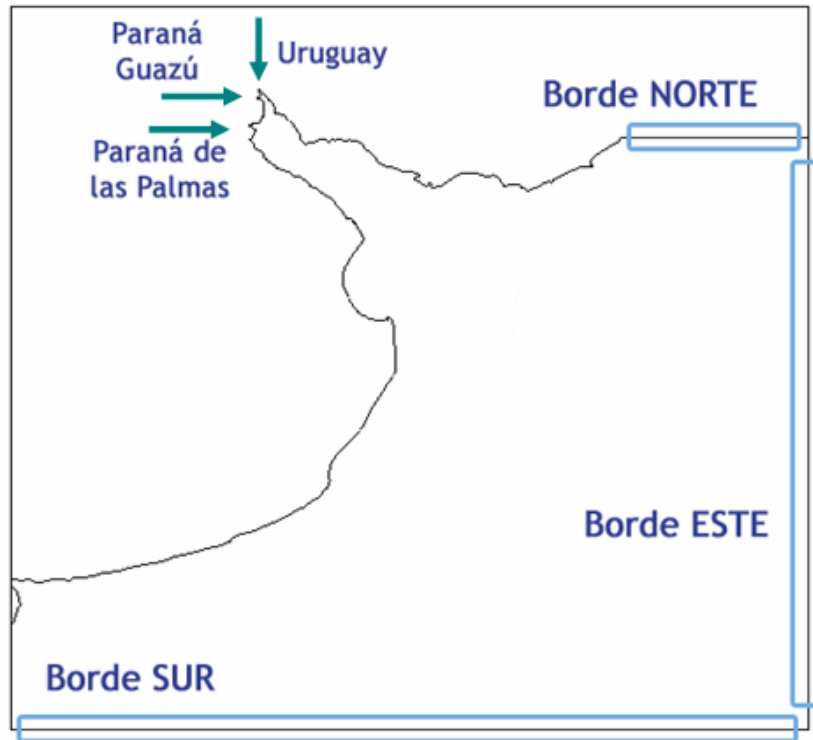 Paraná
Guazú
Uruguay
Borde NORTE
Paraná de
las Palmas
Borde ESTE
Borde SUR